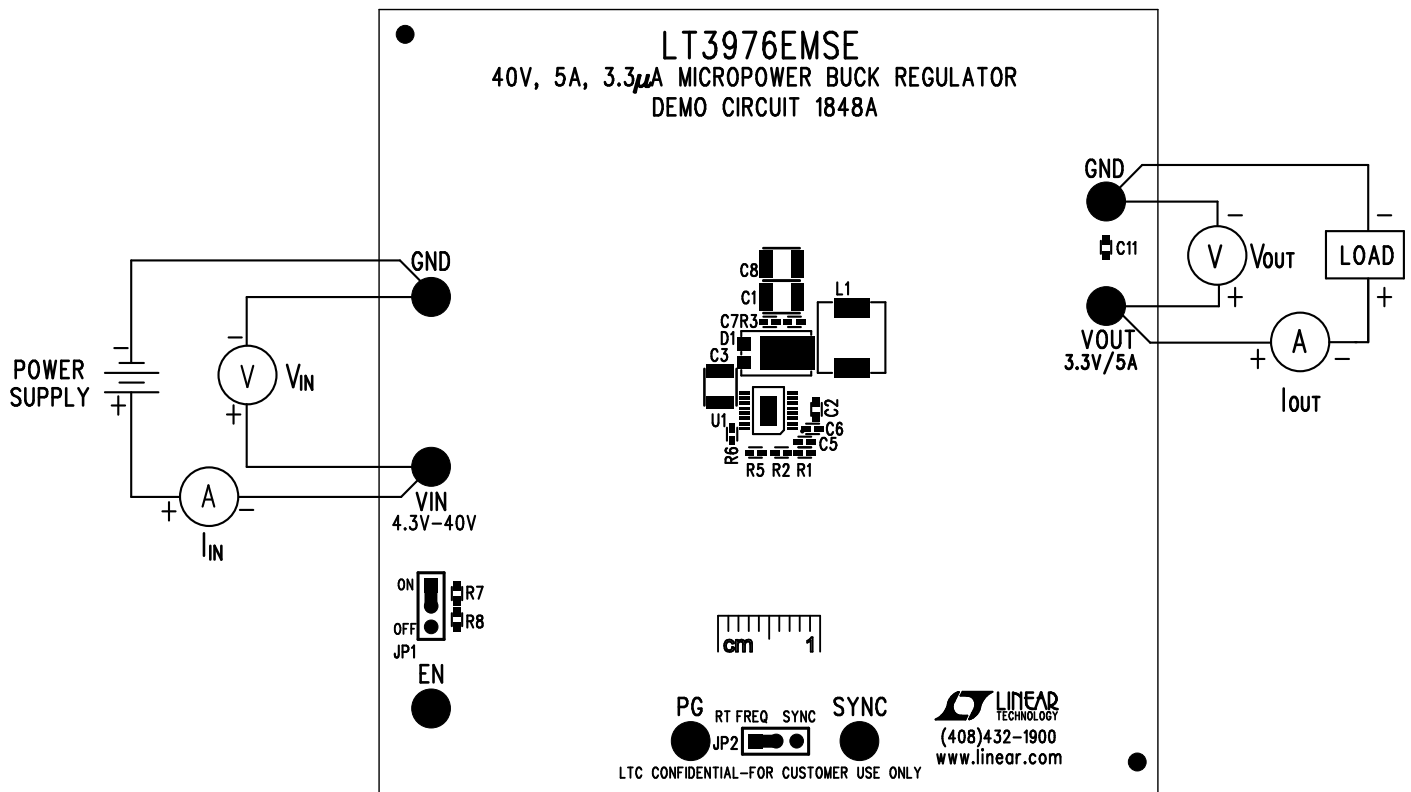 LT3976EMSE
40V, 5A, 3.3µA MICROPOWER BUCK REGULATOR
DEMO CIRCUIT 1848A
GND
POWER
SUPPLY
-
+
V
-
+
VIN
A
+
-
IIN
VIN
4.3V-40V
ON
OFF
JP1
R7
R8
EN
C8
C1
L1
C7R3
D1
C3
U1
C2
C6
C5
R6
R5 R2 R1
GND
C11
VOUT
3.3V/5A
V
-
+
VOUT
LOAD
-
+
A
+
-
IOUT
cm 1
PG
RT FREQ SYNC
JP2
SYNC
LTC CONFIDENTIAL-FOR CUSTOMER USE ONLY
LINEAR
TECHNOLOGY
(408)432-1900
www.linear.com